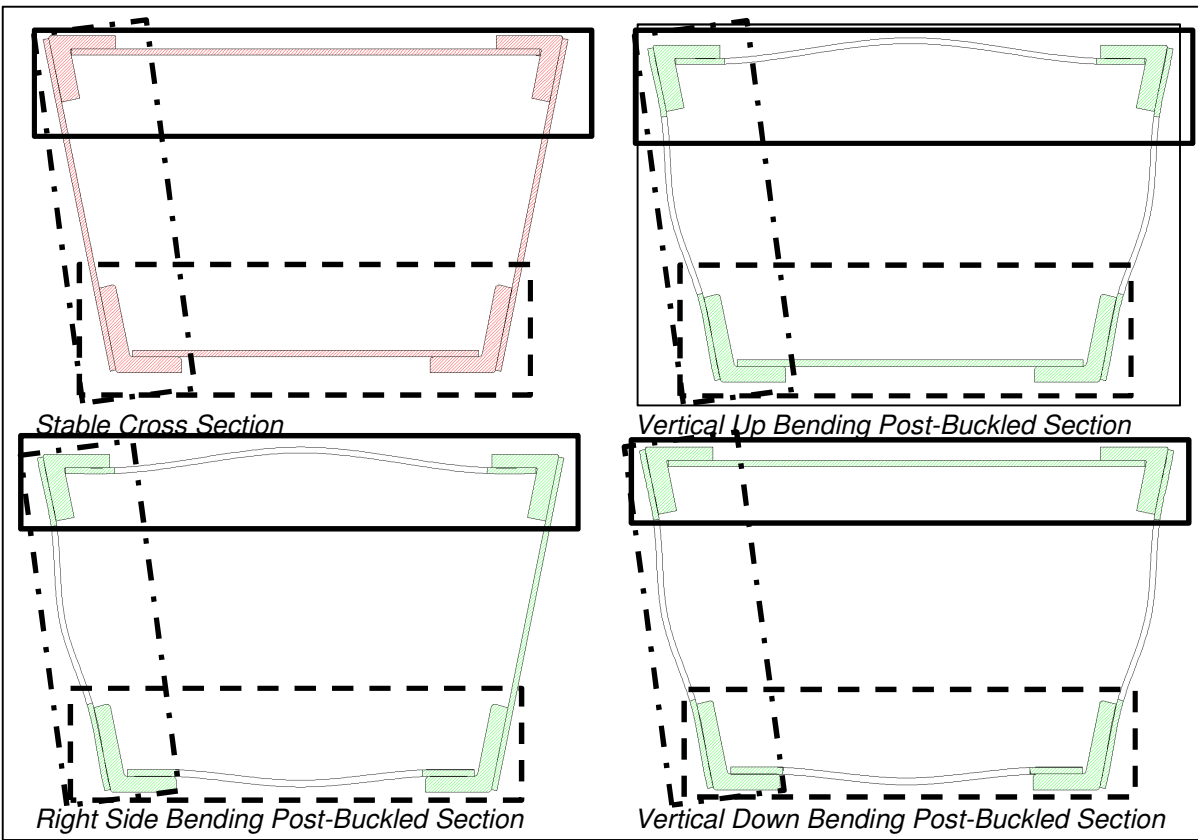 Stable Cross Section
Vertical Up Bending Post-Buckled Section
Right Side Bending Post-Buckled Section
Vertical Down Bending Post-Buckled Section